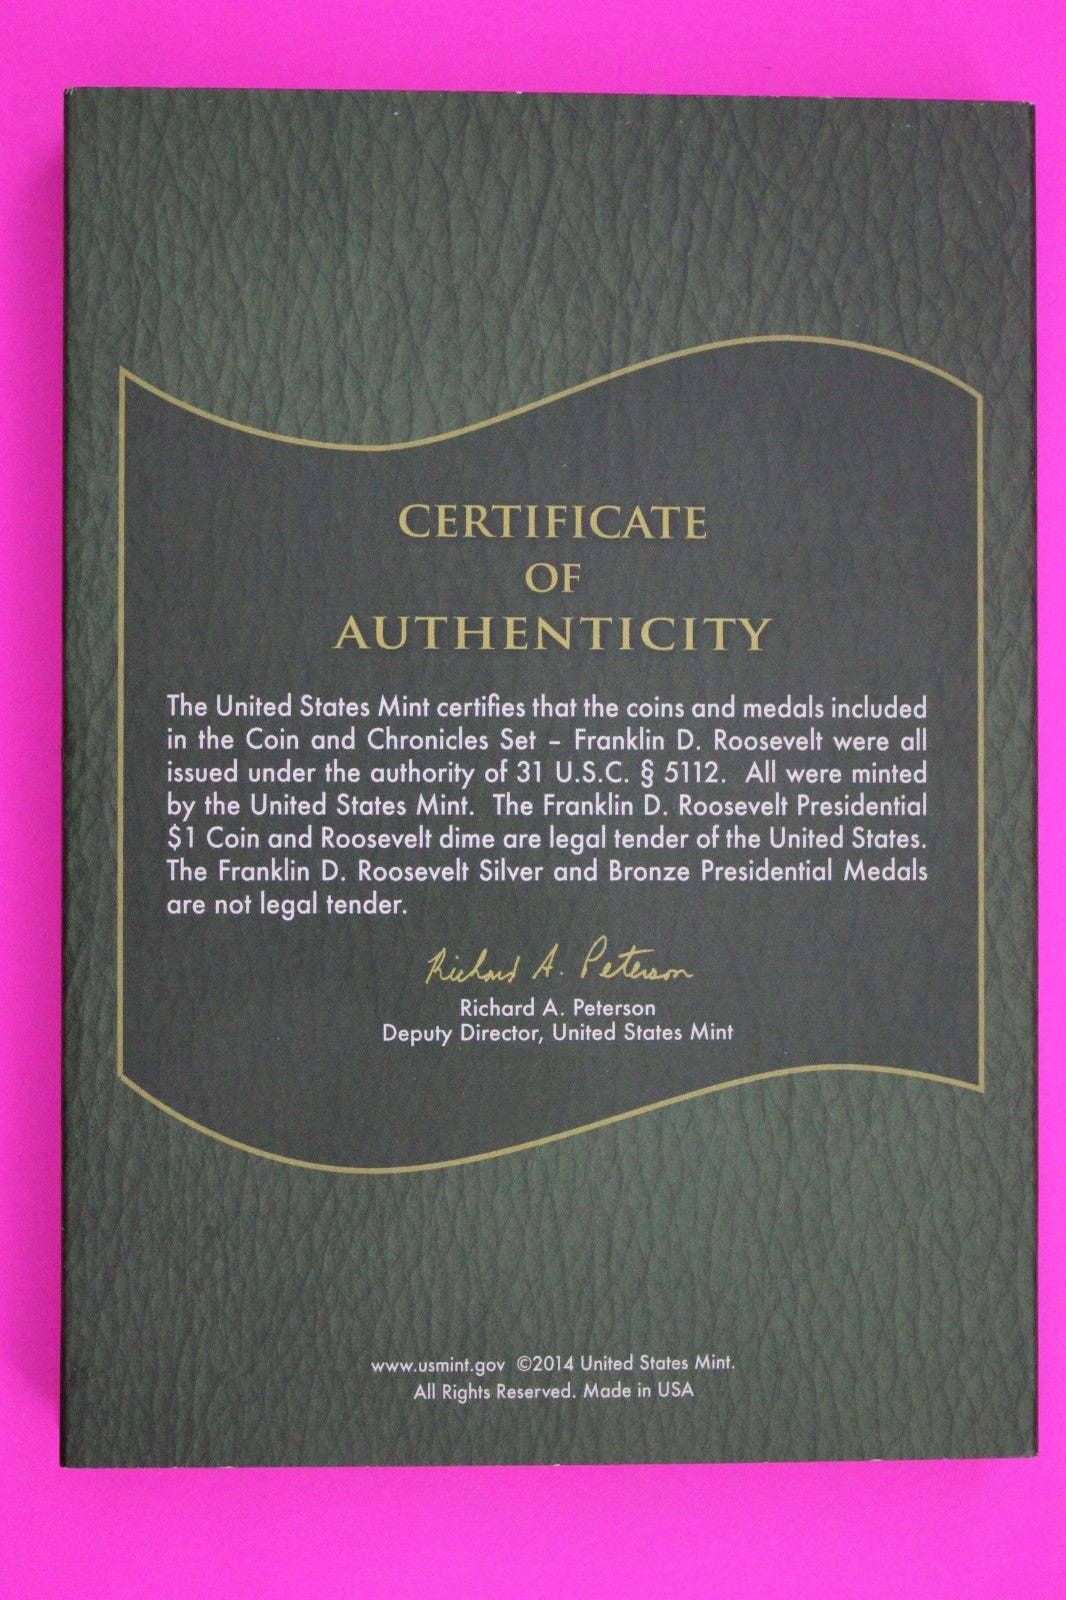 CERTIFICATE
OF
AUTHENTICITY
The United States Mint certifies that the coins and medals included
in the Coin and Chronicles Set – Franklin D. Roosevelt were all
issued under the authority of 31 U.S.C. § 5112. All were minted
by the United States Mint. The Franklin D. Roosevelt Presidential
$1 Coin and Roosevelt dime are legal tender of the United States.
The Franklin D. Roosevelt Silver and Bronze Presidential Medals
are not legal tender.
Richard A. Peterson
Richard A. Peterson
Deputy Director, United States Mint
www.usmint.gov ©2014 United States Mint.
All Rights Reserved. Made in USA